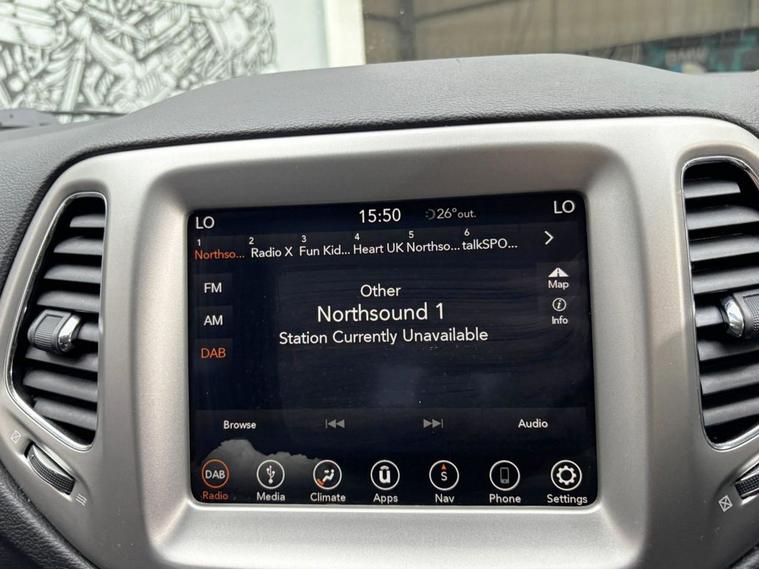 LO 15:50 26° out. LO
1 2 3 4 5 6
Northso... Radio X Fun Kid... Heart UK Northso... talkSPO...
FM
Other
Map
Northsound 1
AM
Info
Station Currently Unavailable
DAB
Browse Audio
DAB S
Radio Media Climate Apps Nav Phone Settings